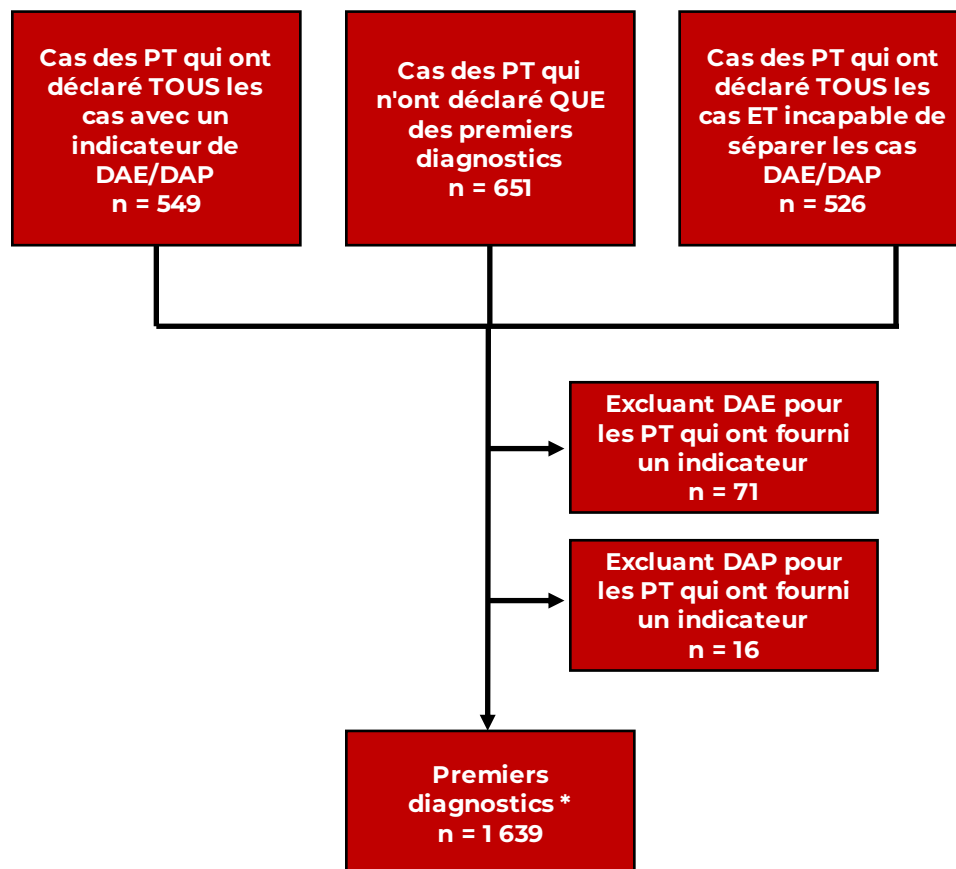 Cas des PT qui ont
déclaré TOUS les
cas avec un
indicateur de
DAE/DAP
n = 549
Cas des PT qui
n'ont déclaré QUE
des premiers
diagnostics
n = 651
Cas des PT qui ont
déclaré TOUS les
cas ET incapable de
séparer les cas
DAE/DAP
n = 526
Excluant DAE pour
les PT qui ont fourni
un indicateur
n = 71
Excluant DAP pour
les PT qui ont fourni
un indicateur
n = 16
Premiers
diagnostics *
n = 1 639